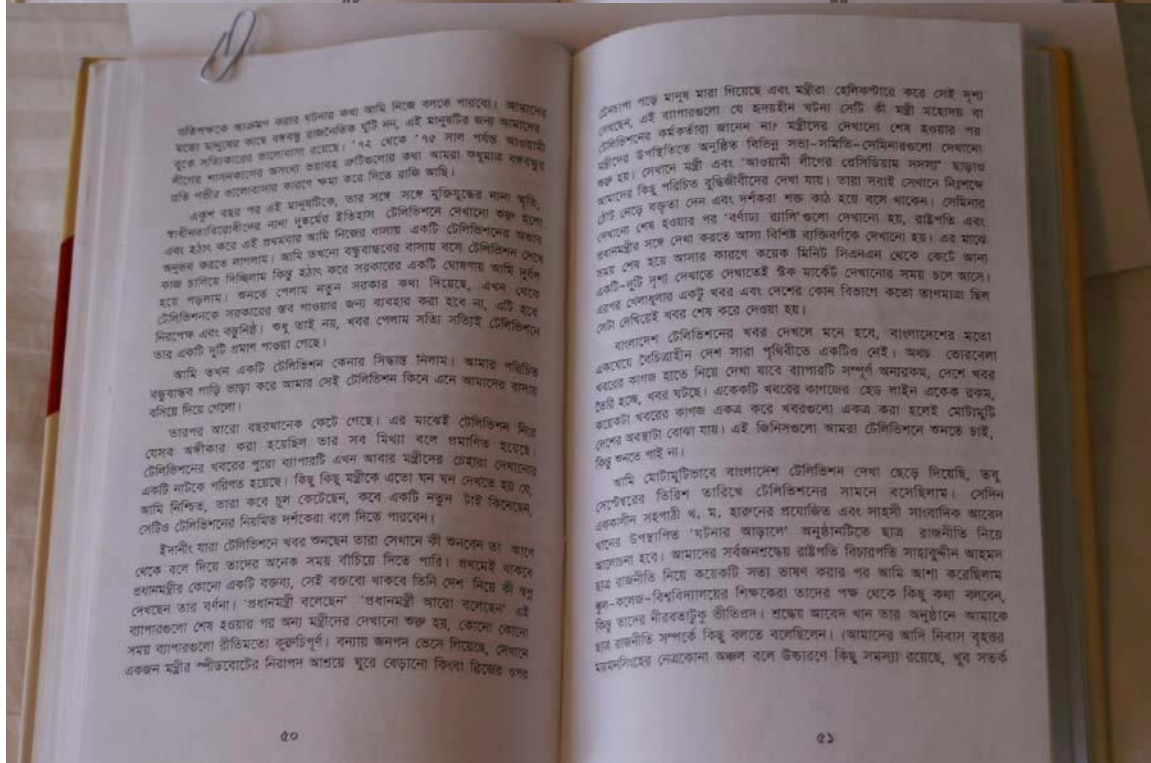 প্রতিপক্ষকে আক্রমণ করার ঘটনার কথা আমি নিজে বলতে পারবো। আমাদের
মতো মানুষের কাছে বঙ্গবন্ধু রাজনৈতিক ঘুঁটি নন, এই মানুষটির জন্য আমাদের
বুকে সত্যিকারের ভালোবাসা রয়েছে। '৭২ থেকে '৭৫ সাল পর্যন্ত আওয়ামী
লীগের শাসনকালের অসংখ্য ভয়াবহ ত্রুটিগুলোর কথা আমরা শুধুমাত্র বঙ্গবন্ধুর
প্রতি গভীর ভালোবাসার কারণে ক্ষমা করে দিতে রাজি আছি।
একুশ বছর পর এই মানুষটিকে, তার সঙ্গে সঙ্গে মুক্তিযুদ্ধের নানা স্মৃতি,
স্বাধীনতাবিরোধীদের নানা দুষ্কর্মের ইতিহাস টেলিভিশনে দেখানো শুরু হলো
এবং হঠাৎ করে এই প্রথমবার আমি নিজের বাসায় একটি টেলিভিশনের অভাব
অনুভব করতে লাগলাম। আমি তখনো বন্ধুবান্ধবের বাসায় বসে টেলিভিশন দেখে
কাজ চালিয়ে দিচ্ছিলাম কিন্তু হঠাৎ করে সরকারের একটি ঘোষণায় আমি দুর্বল
হয়ে পড়লাম। শুনতে পেলাম নতুন সরকার কথা দিয়েছে, এখন থেকে
টেলিভিশনকে সরকারের স্তব গাওয়ার জন্য ব্যবহার করা হবে না, এটি হবে
নিরপেক্ষ এবং বস্তুনিষ্ঠ। শুধু তাই নয়, খবর পেলাম সত্যি সত্যিই টেলিভিশনে
তার একটি দুটি প্রমাণ পাওয়া গেছে।
আমি তখন একটি টেলিভিশন কেনার সিদ্ধান্ত নিলাম। আমার পরিচিত
বন্ধুবান্ধব গাড়ি ভাড়া করে আমার সেই টেলিভিশন কিনে এনে আমাদের বাসায়
বসিয়ে দিয়ে গেলো।
তারপর আরো বছরখানেক কেটে গেছে। এর মাঝেই টেলিভিশন নিয়ে
যেসব অঙ্গীকার করা হয়েছিল তার সব মিথ্যা বলে প্রমাণিত হয়েছে।
টেলিভিশনের খবরের পুরো ব্যাপারটি এখন আবার মন্ত্রীদের চেহারা দেখানোর
একটি নাটকে পরিণত হয়েছে। কিছু কিছু মন্ত্রীকে এতো ঘন ঘন দেখতে হয় যে,
আমি নিশ্চিত, তারা কবে চুল কেটেছেন, কবে একটি নতুন টাই কিনেছেন,
সেটিও টেলিভিশনের নিয়মিত দর্শকেরা বলে দিতে পারবেন।
ইদানীং যারা টেলিভিশনে খবর শুনছেন তারা সেখানে কী শুনবেন তা আগে
থেকে বলে দিয়ে তাদের অনেক সময় বাঁচিয়ে দিতে পারি। প্রথমেই থাকবে
প্রধানমন্ত্রীর কোনো একটি বক্তব্য, সেই বক্তব্যে থাকবে তিনি দেশ নিয়ে কী স্বপ্ন
দেখছেন তার বর্ণনা। 'প্রধানমন্ত্রী বলেছেন' 'প্রধানমন্ত্রী আরো বলেছেন' এই
ব্যাপারগুলো শেষ হওয়ার পর অন্য মন্ত্রীদের দেখানো শুরু হয়, কোনো কোনো
সময় ব্যাপারগুলো রীতিমতো কুরুচিপূর্ণ। বন্যায় জনপদ ভেসে গিয়েছে, সেখানে
একজন মন্ত্রীর স্পীডবোটের নিরাপদ আশ্রয়ে ঘুরে বেড়ানো কিংবা ব্রিজের ওপর
৫০
ট্রেনচাপা পড়ে মানুষ মারা গিয়েছে এবং মন্ত্রীরা হেলিকপ্টারে করে সেই দৃশ্য
দেখছেন, এই ব্যাপারগুলো যে হৃদয়হীন ঘটনা সেটি কী মন্ত্রী মহোদয় বা
টেলিভিশনের কর্মকর্তারা জানেন না? মন্ত্রীদের দেখানো শেষ হওয়ার পর
মন্ত্রীদের উপস্থিতিতে অনুষ্ঠিত বিভিন্ন সভা-সমিতি-সেমিনারগুলো দেখানো
শুরু হয়। সেখানে মন্ত্রী এবং 'আওয়ামী লীগের প্রেসিডিয়াম সদস্য' ছাড়াও
আমাদের কিছু পরিচিত বুদ্ধিজীবীদের দেখা যায়। তারা সবাই সেখানে নিঃশব্দে
ঠোঁট নেড়ে বক্তৃতা দেন এবং দর্শকরা শক্ত কাঠ হয়ে বসে থাকেন। সেমিনার
দেখানো শেষ হওয়ার পর 'বর্ণাঢ্য র‍্যালি'গুলো দেখানো হয়, রাষ্ট্রপতি এবং
প্রধানমন্ত্রীর সঙ্গে দেখা করতে আসা বিশিষ্ট ব্যক্তিবর্গকে দেখানো হয়। এর মাঝে
সময় শেষ হয়ে আসার কারণে কয়েক মিনিট সিএনএন থেকে কেটে আনা
একটি-দুটি দৃশ্য দেখাতে দেখাতেই স্টক মার্কেট দেখানোর সময় চলে আসে।
এরপর খেলাধুলার একটু খবর এবং দেশের কোন বিভাগে কতো তাপমাত্রা ছিল
সেটা দেখিয়েই খবর শেষ করে দেওয়া হয়।
বাংলাদেশ টেলিভিশনের খবর দেখলে মনে হবে, বাংলাদেশের মতো
একঘেয়ে বৈচিত্র্যহীন দেশ সারা পৃথিবীতে একটিও নেই। অথচ ভোরবেলা
খবরের কাগজ হাতে নিয়ে দেখা যাবে ব্যাপারটি সম্পূর্ণ অন্যরকম, দেশে খবর
তৈরি হচ্ছে, খবর ঘটছে। একেকটি খবরের কাগজের হেড লাইন একেক রকম,
কয়েকটা খবরের কাগজ একত্র করে খবরগুলো একত্র করা হলেই মোটামুটি
দেশের অবস্থাটা বোঝা যায়। এই জিনিসগুলো আমরা টেলিভিশনে শুনতে চাই,
কিন্তু শুনতে পাই না।
আমি মোটামুটিভাবে বাংলাদেশ টেলিভিশন দেখা ছেড়ে দিয়েছি, তবু
সেপ্টেম্বরের তিরিশ তারিখে টেলিভিশনের সামনে বসেছিলাম। সেদিন
এককালীন সহপাঠী খ. ম. হারুনের প্রযোজিত এবং সাহসী সাংবাদিক আবেদ
খানের উপস্থাপিত 'ঘটনার আড়ালে' অনুষ্ঠানটিতে ছাত্র রাজনীতি নিয়ে
আলোচনা হবে। আমাদের সর্বজনশ্রদ্ধেয় রাষ্ট্রপতি বিচারপতি সাহাবুদ্দীন আহমদ
ছাত্র রাজনীতি নিয়ে কয়েকটি সত্য ভাষণ করার পর আমি আশা করেছিলাম
স্কুল-কলেজ-বিশ্ববিদ্যালয়ের শিক্ষকেরা তাদের পক্ষ থেকে কিছু কথা বলবেন,
কিন্তু তাদের নীরবতাটুকু ভীতিপ্রদ। শ্রদ্ধেয় আবেদ খান তার অনুষ্ঠানে আমাকে
ছাত্র রাজনীতি সম্পর্কে কিছু বলতে বলেছিলেন। (আমাদের আদি নিবাস বৃহত্তর
ময়মনসিংহের নেত্রকোনা অঞ্চল বলে উচ্চারণে কিছু সমস্যা রয়েছে, খুব সতর্ক
৫১